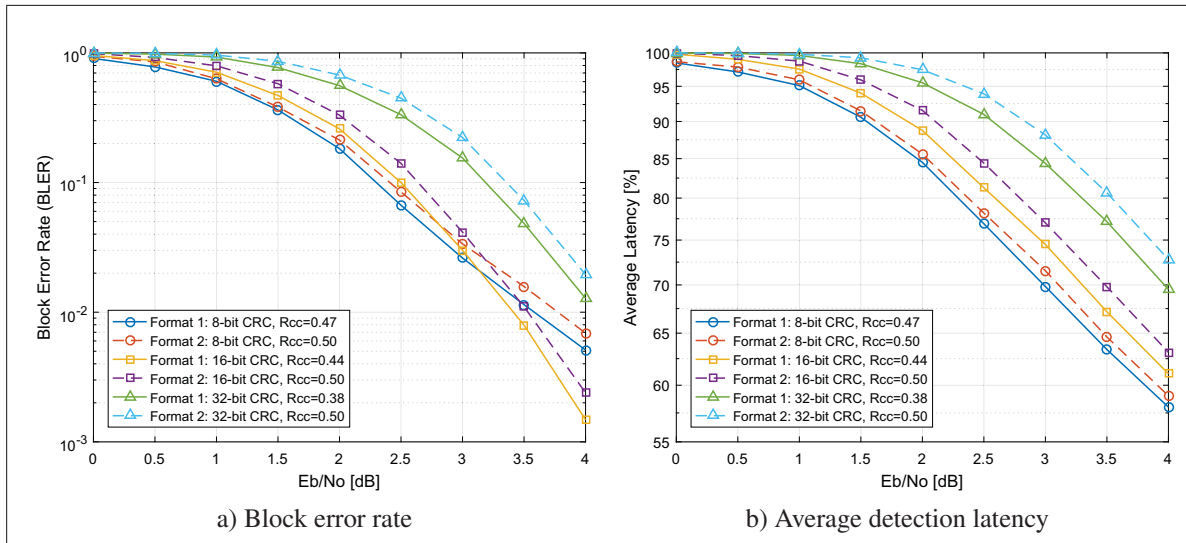 10^0
10^-1
10^-2
10^-3
Block Error Rate (BLER)
Format 1: 8-bit CRC, Rcc=0.47
Format 2: 8-bit CRC, Rcc=0.50
Format 1: 16-bit CRC, Rcc=0.44
Format 2: 16-bit CRC, Rcc=0.50
Format 1: 32-bit CRC, Rcc=0.38
Format 2: 32-bit CRC, Rcc=0.50
0 0.5 1 1.5 2 2.5 3 3.5 4
Eb/No [dB]
a) Block error rate
100
95
90
85
80
75
70
65
60
55
Average Latency [%]
Format 1: 8-bit CRC, Rcc=0.47
Format 2: 8-bit CRC, Rcc=0.50
Format 1: 16-bit CRC, Rcc=0.44
Format 2: 16-bit CRC, Rcc=0.50
Format 1: 32-bit CRC, Rcc=0.38
Format 2: 32-bit CRC, Rcc=0.50
0 0.5 1 1.5 2 2.5 3 3.5 4
Eb/No [dB]
b) Average detection latency